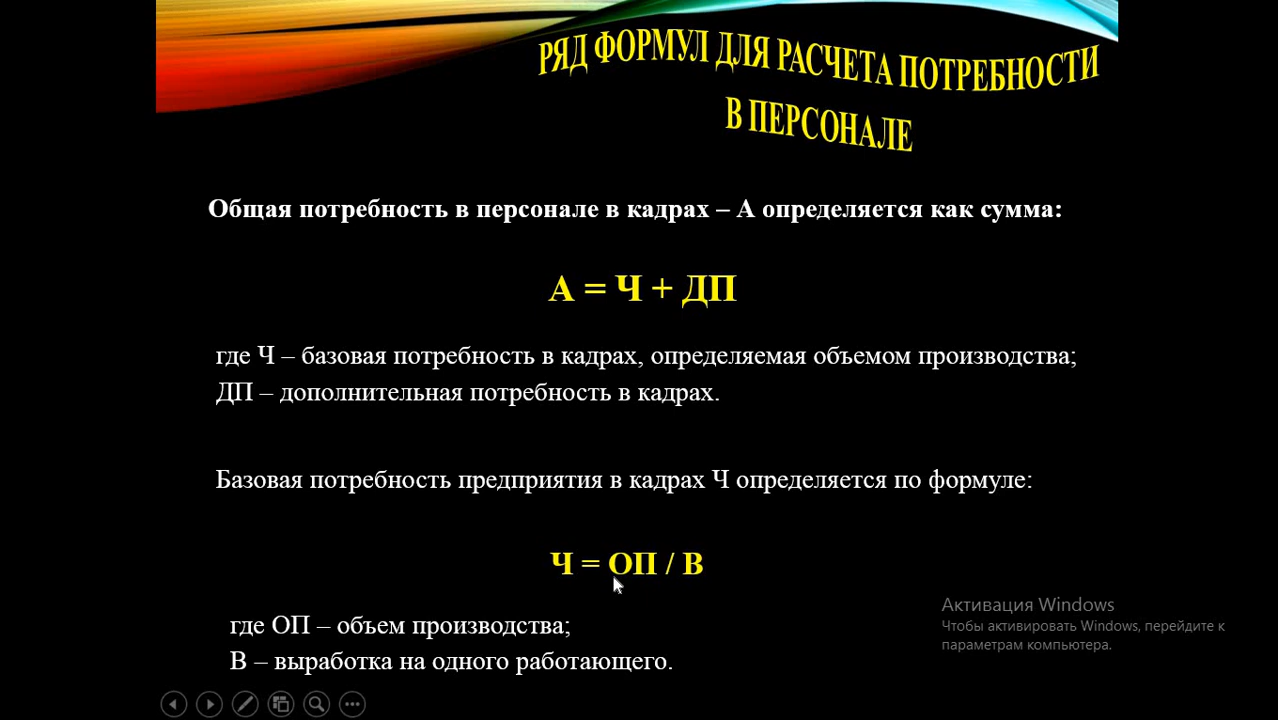 РЯД ФОРМУЛ ДЛЯ РАСЧЕТА ПОТРЕБНОСТИ
В ПЕРСОНАЛЕ
Общая потребность в персонале в кадрах – А определяется как сумма:
А = Ч + ДП
где Ч – базовая потребность в кадрах, определяемая объемом производства;
ДП – дополнительная потребность в кадрах.
Базовая потребность предприятия в кадрах Ч определяется по формуле:
Ч = ОП / В
где ОП – объем производства;
В – выработка на одного работающего.
Активация Windows
Чтобы активировать Windows, перейдите к
параметрам компьютера.